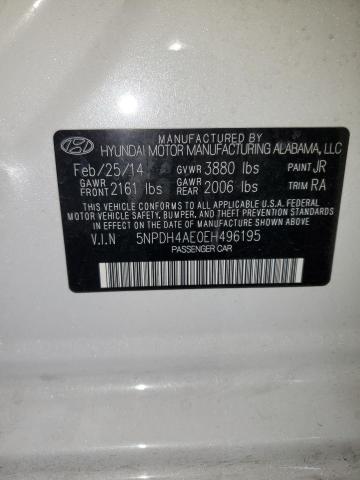 MANUFACTURED BY
HYUNDAI MOTOR MANUFACTURING ALABAMA, LLC
Feb/25/14 GVWR 3880 lbs PAINT JR
GAWR FRONT 2161 lbs GAWR REAR 2006 lbs TRIM RA
THIS VEHICLE CONFORMS TO ALL APPLICABLE U.S.A FEDERAL
MOTOR VEHICLE SAFETY, BUMPER, AND THEFT PREVENTION STANDARDS
IN EFFECT ON THE DATE OF MANUFACTURE SHOWN ABOVE.
V.I.N 5NPDH4AE0EH496195
PASSENGER CAR